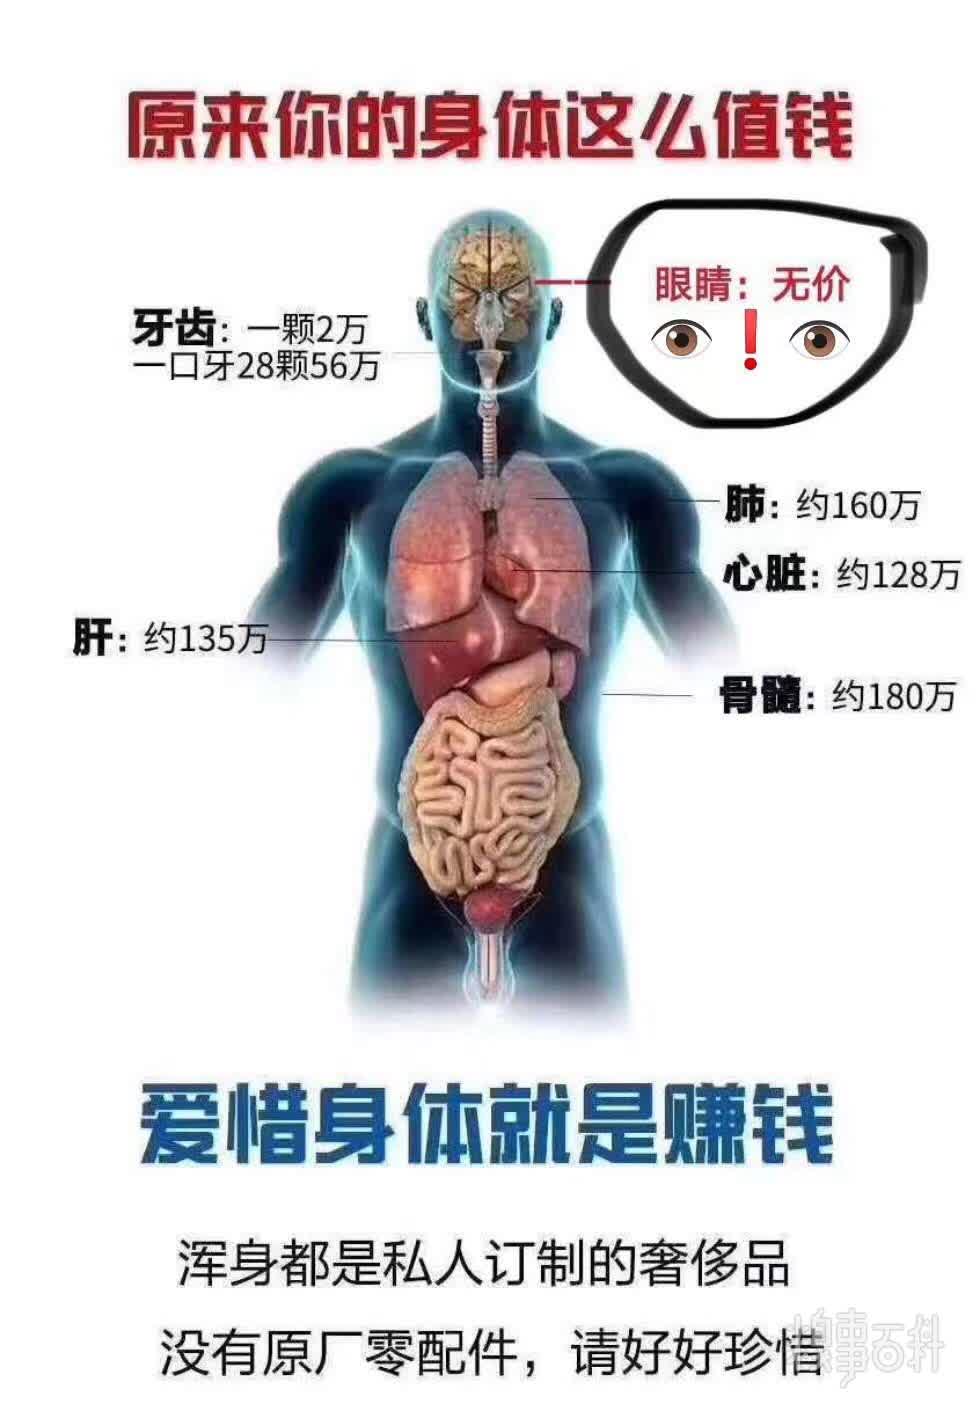 原来你的身体这么值钱
眼睛：无价
牙齿：一颗2万
一口牙28颗56万
肺：约160万
心脏：约128万
肝：约135万
骨髓：约180万
爱惜身体就是赚钱
浑身都是私人订制的奢侈品
没有原厂零配件，请好好珍惜
糗事百科